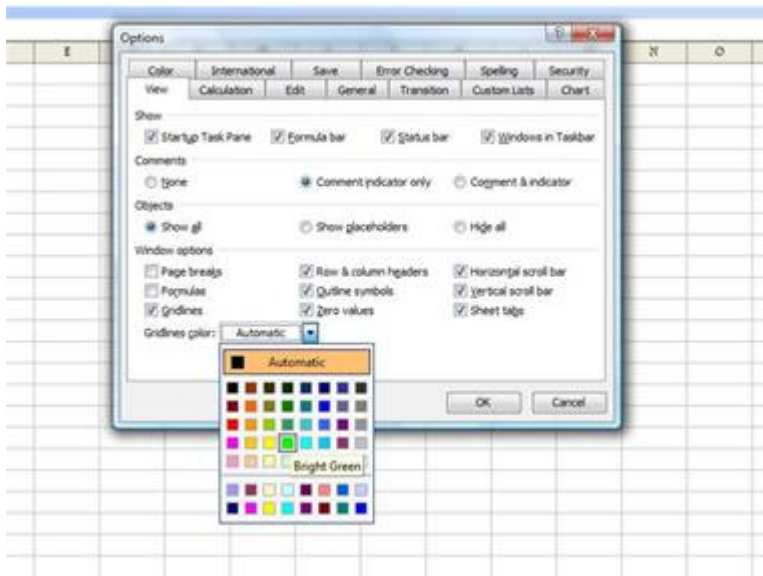 Options
E N O
Color International Save Error Checking Spelling Security
View Calculation Edit General Transition Custom Lists Chart
Show
Startup Task Pane Formula bar Status bar Windows in Taskbar
Comments
None Comment indicator only Comment & indicator
Objects
Show all Show placeholders Hide all
Window options
Page breaks Row & column headers Horizontal scroll bar
Formulas Outline symbols Vertical scroll bar
Gridlines Zero values Sheet tabs
Gridlines color: Automatic
Automatic
OK Cancel
Bright Green